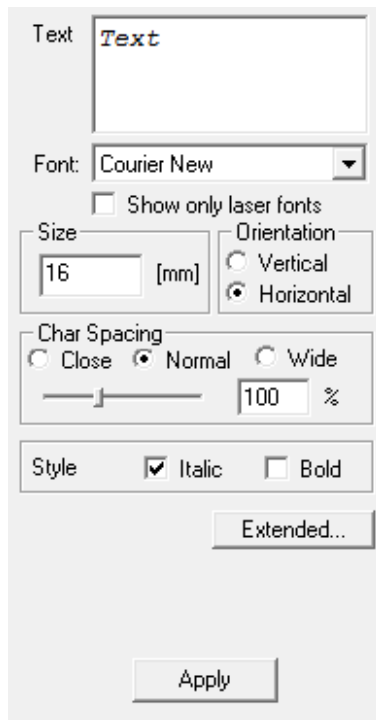 Text Text
Font: Courier New
Show only laser fonts
Size Orientation
16 [mm] Vertical
Horizontal
Char Spacing
Close Normal Wide
100 %
Style Italic Bold
Extended...
Apply